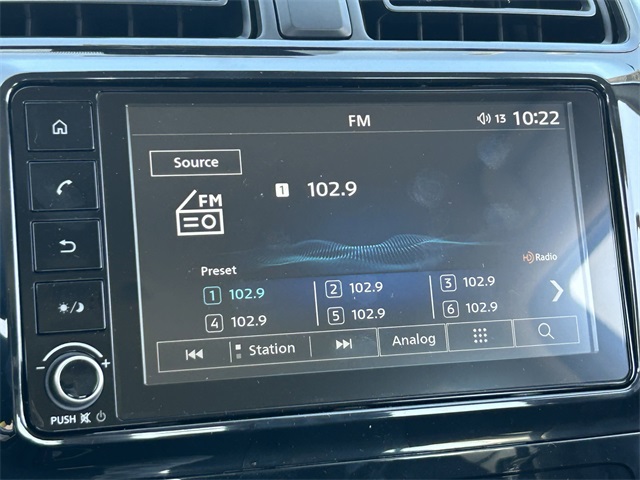 FM
13 10:22
Source
FM
1 102.9
HD Radio
Preset
1 102.9 2 102.9 3 102.9
4 102.9 5 102.9 6 102.9
Station Analog
PUSH